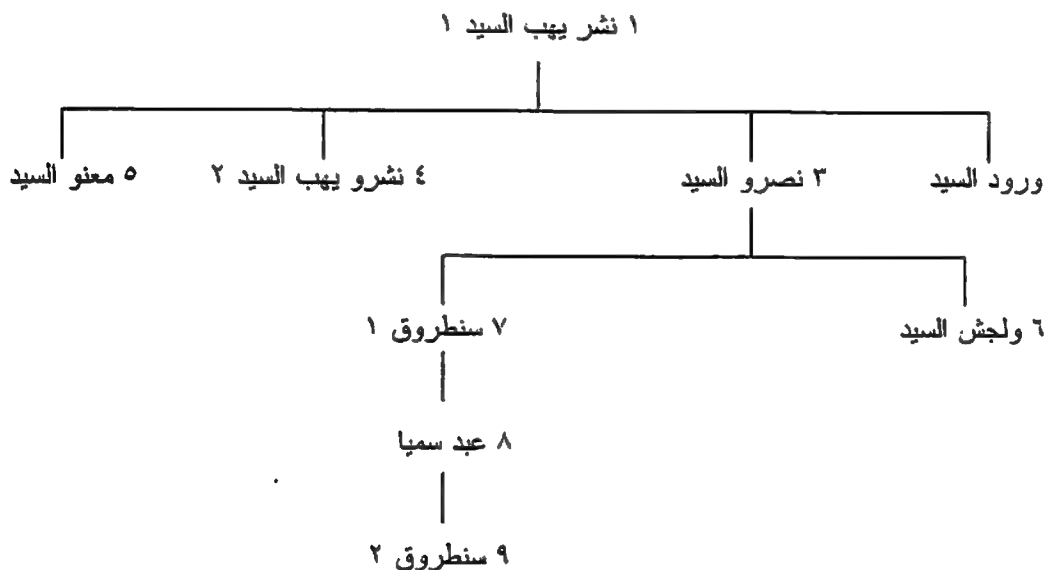 ١ نشر يهب السيد ١
ورود السيد
٣ نصرو السيد
٤ نشرو يهب السيد ٢
٥ معنو السيد
٦ ولجش السيد
٧ سنطروق ١
٨ عبد سميا
٩ سنطروق ٢